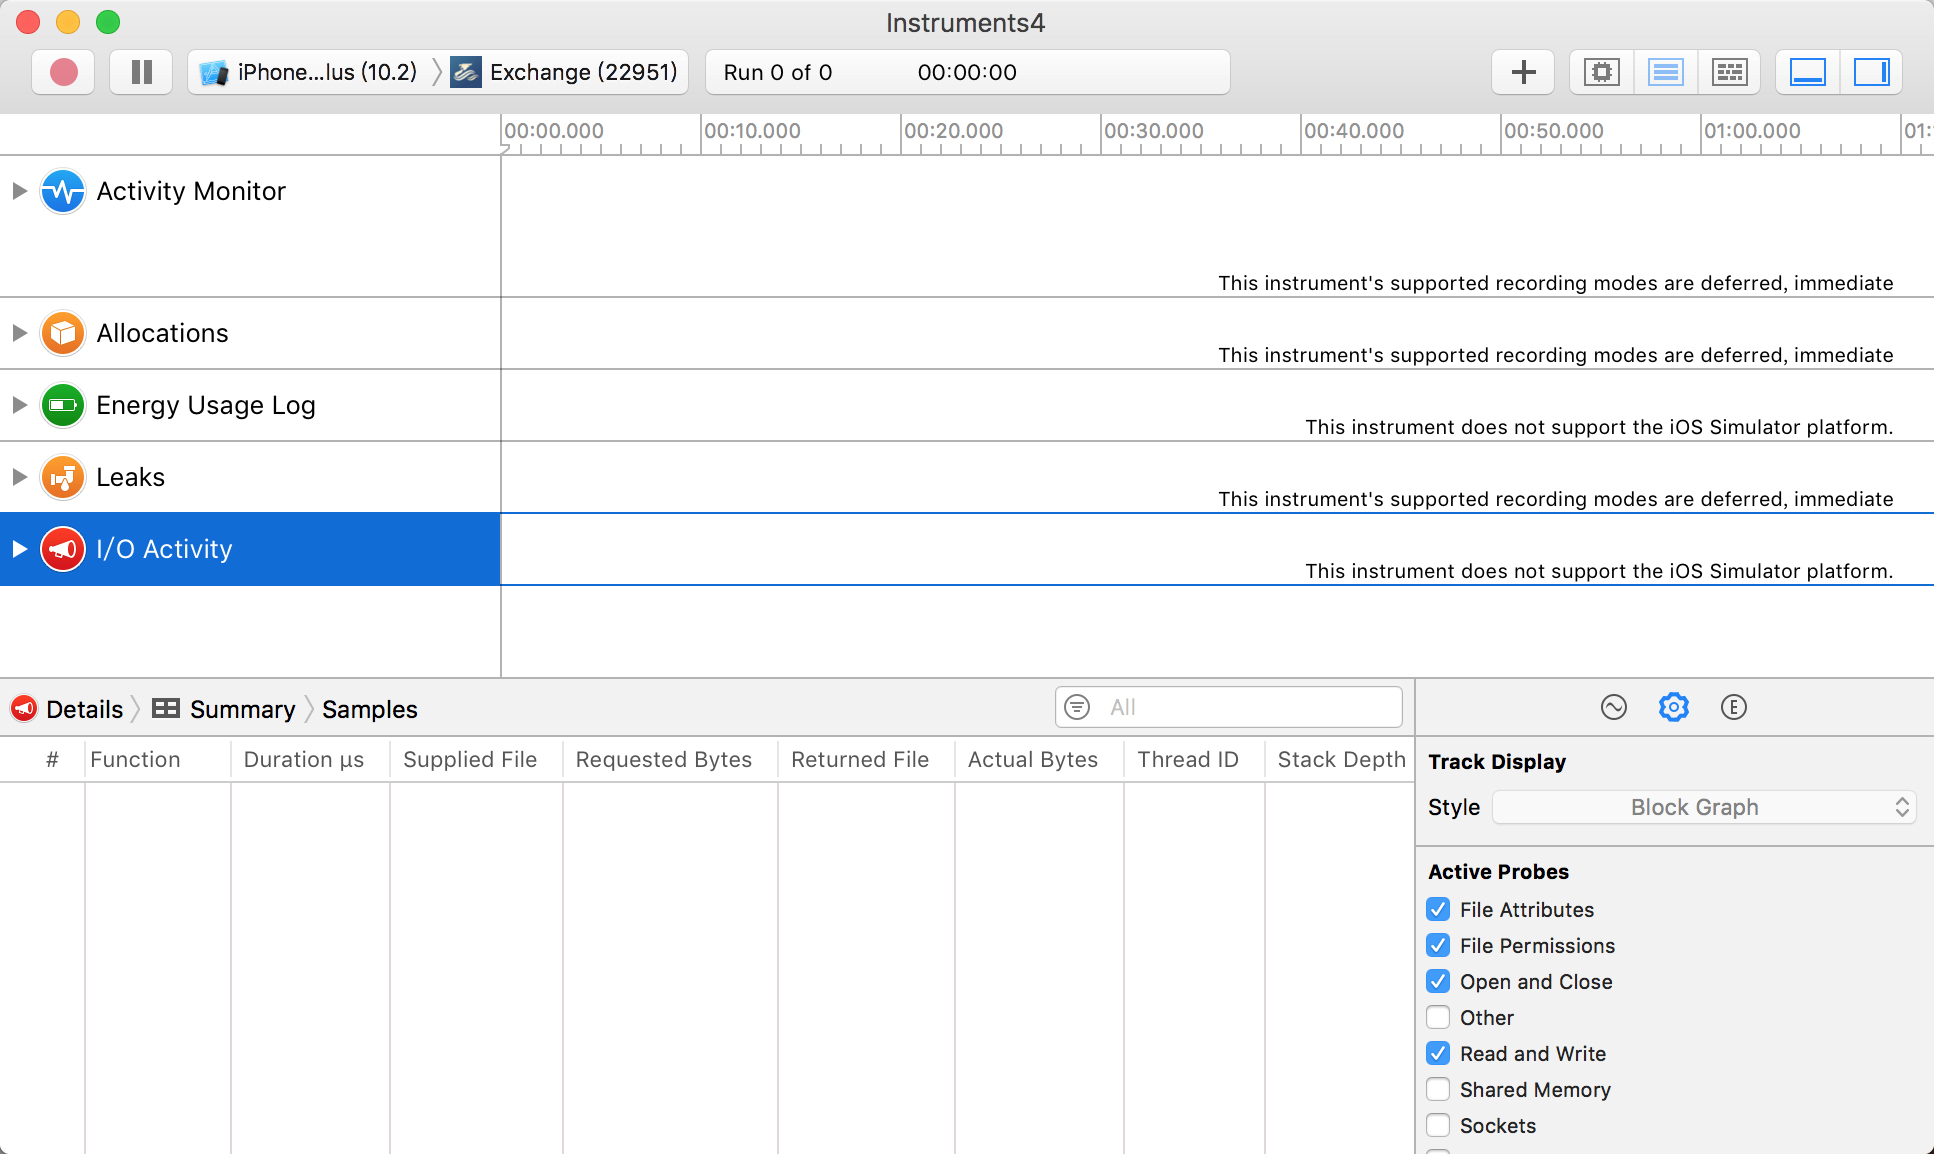 Instruments4
iPhone...lus (10.2) Exchange (22951) Run 0 of 0 00:00:00
00:00.000 00:10.000 00:20.000 00:30.000 00:40.000 00:50.000 01:00.000 01:
Activity Monitor
This instrument's supported recording modes are deferred, immediate
Allocations
This instrument's supported recording modes are deferred, immediate
Energy Usage Log
This instrument does not support the iOS Simulator platform.
Leaks
This instrument's supported recording modes are deferred, immediate
I/O Activity
This instrument does not support the iOS Simulator platform.
Details Summary Samples All E
# Function Duration µs Supplied File Requested Bytes Returned File Actual Bytes Thread ID Stack Depth
Track Display
Style Block Graph
Active Probes
File Attributes
File Permissions
Open and Close
Other
Read and Write
Shared Memory
Sockets